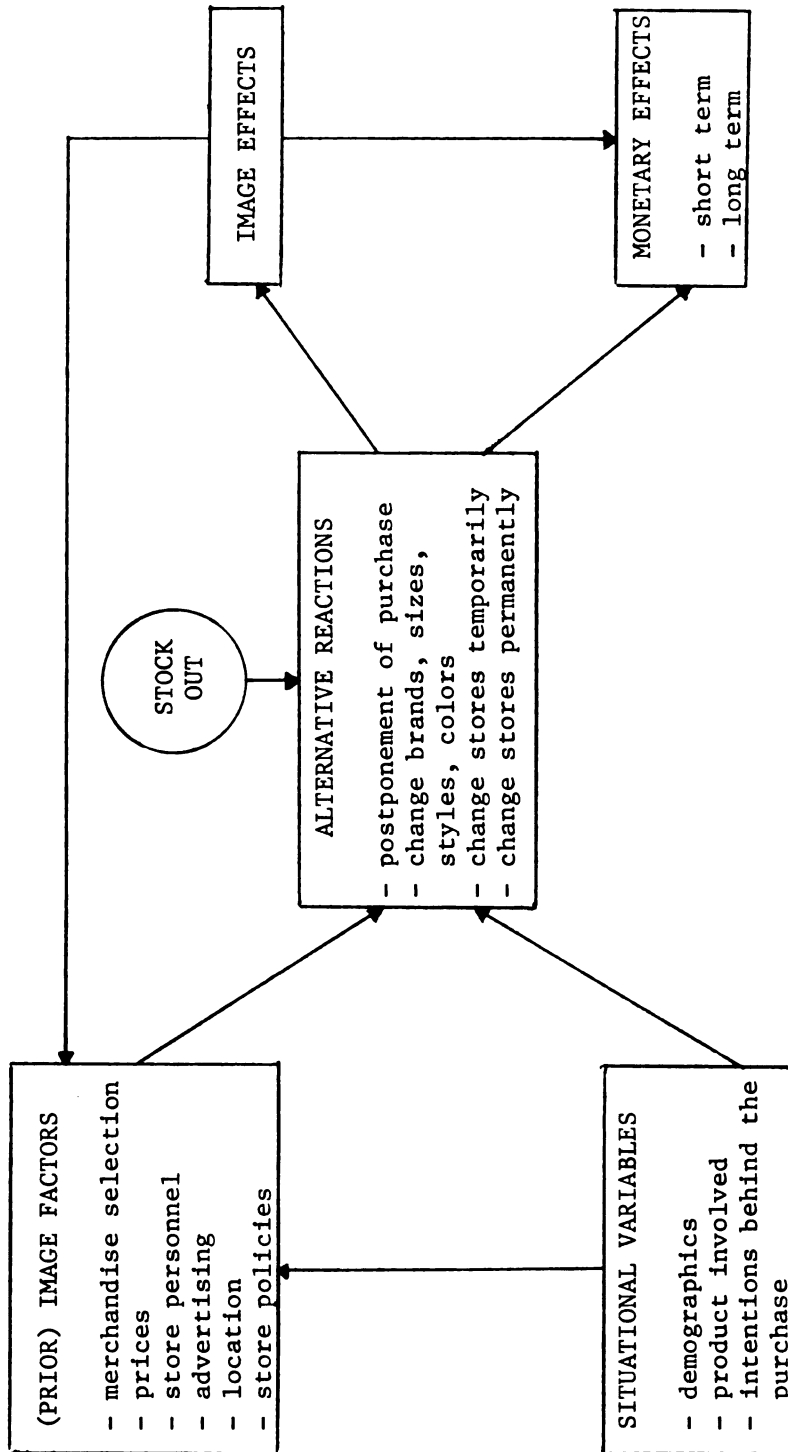 (PRIOR) IMAGE FACTORS
- merchandise selection
- prices
- store personnel
- advertising
- location
- store policies
SITUATIONAL VARIABLES
- demographics
- product involved
- intentions behind the
purchase
STOCK
OUT
ALTERNATIVE REACTIONS
- postponement of purchase
- change brands, sizes,
styles, colors
- change stores temporarily
- change stores permanently
IMAGE EFFECTS
MONETARY EFFECTS
- short term
- long term